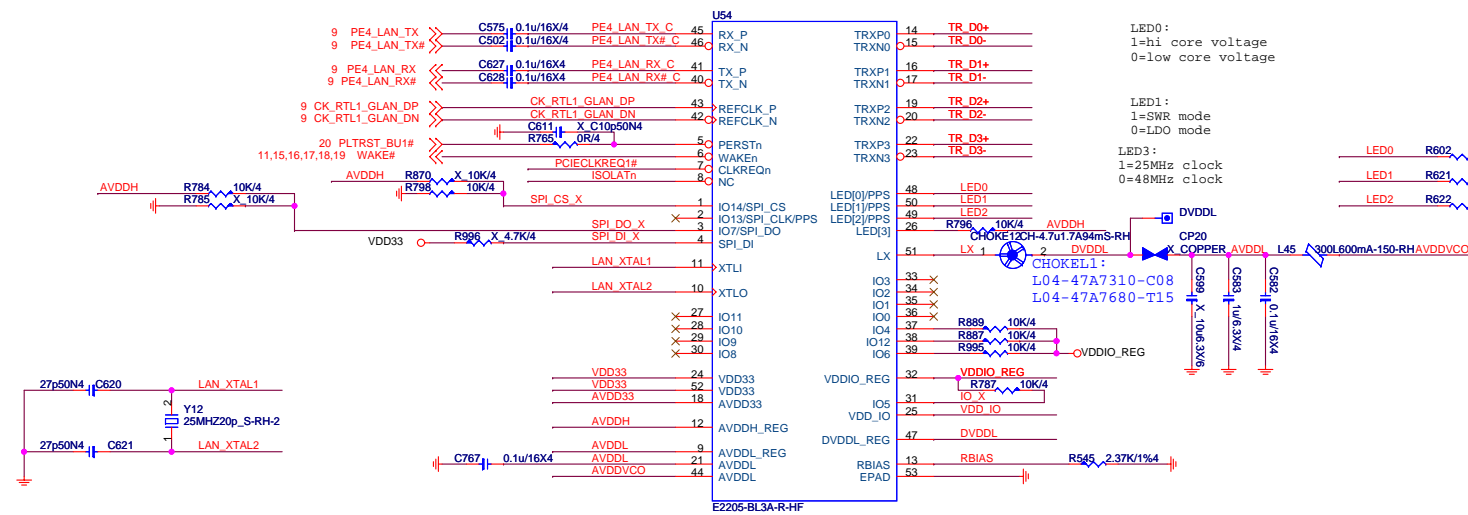 U54
9 PE4_LAN_TX C575 0.1u/16X/4 PE4_LAN_TX_C 45 RX_P TRXP0 14 TR_D0+ LED0:
9 PE4_LAN_TX# C502 0.1u/16X/4 PE4_LAN_TX#_C 46 RX_N TRXN0 15 TR_D0- 1=hi core voltage
0=low core voltage
9 PE4_LAN_RX C627 0.1u/16X4 PE4_LAN_RX_C 41 TX_P TRXP1 16 TR_D1+
9 PE4_LAN_RX# C628 0.1u/16X4 PE4_LAN_RX#_C 40 TX_N TRXN1 17 TR_D1-
9 CK_RTL1_GLAN_DP CK_RTL1_GLAN_DP 43 REFCLK_P TRXP2 19 TR_D2+ LED1:
9 CK_RTL1_GLAN_DN CK_RTL1_GLAN_DN 42 REFCLK_N TRXN2 20 TR_D2- 1=SWR mode
C611 X_C10p50N4 0=LDO mode
20 PLTRST_BU1# R765 0R/4 5 PERSTn TRXP3 22 TR_D3+ LED3:
11,15,16,17,18,19 WAKE# 6 WAKEn TRXN3 23 TR_D3- 1=25MHz clock LED0 R602
PCIECLKREQ1# 7 CLKREQn 0=48MHz clock
AVDDH R870 X_10K/4 ISOLATn 8 NC LED1 R621
AVDDH R784 10K/4 R798 10K/4 LED[0]/PPS 48 LED0
R785 X_10K/4 SPI_CS_X 1 IO14/SPI_CS LED[1]/PPS 50 LED1 LED2 R622
2 IO13/SPI_CLK/PPS LED[2]/PPS 49 LED2 DVDDL
SPI_DO_X 3 IO7/SPI_DO LED[3] 26 R796 10K/4 AVDDH
VDD33 R996 X_4.7K/4 SPI_DI_X 4 SPI_DI CHOKE12CH-4.7u1.7A94mS-RH CP20
LX 51 LX 1 2 DVDDL X_COPPER AVDDL L45 300L600mA-150-RH AVDDVCO
LAN_XTAL1 11 XTLI CHOKEL1:
IO3 33 L04-47A7310-C08
LAN_XTAL2 10 XTLO IO2 34 L04-47A7680-T15
IO1 35 C599 X_10u6.3X/6 C583 1u/6.3X/4 C582 0.1u/16X4
27 IO11 IO0 36
28 IO10 IO4 37 R889 10K/4
29 IO9 IO12 38 R887 10K/4
30 IO8 IO6 39 R995 10K/4 VDDIO_REG
VDD33 24 VDD33 VDDIO_REG 32 VDDIO_REG
27p50N4 C620 LAN_XTAL1 VDD33 52 VDD33 R787 10K/4
AVDD33 18 AVDD33 IO5 31 IO_X
2 Y12 VDD_IO 25 VDD_IO
25MHZ20p_S-RH-2 AVDDH 12 AVDDH_REG
1 DVDDL_REG 47 DVDDL
27p50N4 C621 LAN_XTAL2 AVDDL 9 AVDDL_REG
C767 0.1u/16X4 AVDDL 21 AVDDL RBIAS 13 RBIAS R545 2.37K/1%4
AVDDVCO 44 AVDDL EPAD 53
E2205-BL3A-R-HF